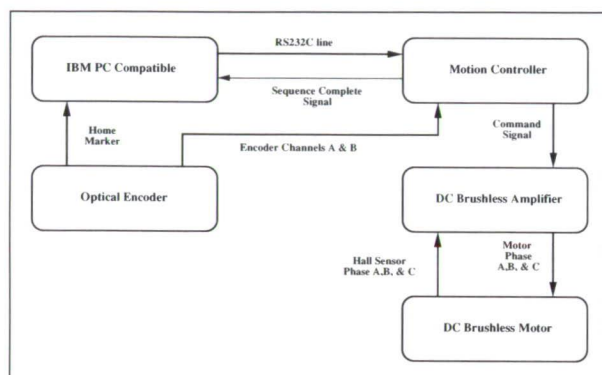 RS232C line
IBM PC Compatible
Motion Controller
Sequence Complete
Signal
Home
Marker
Command
Signal
Encoder Channels A & B
Optical Encoder
DC Brushless Amplifier
Hall Sensor
Phase A,B, & C
Motor
Phase
A,B, & C
DC Brushless Motor